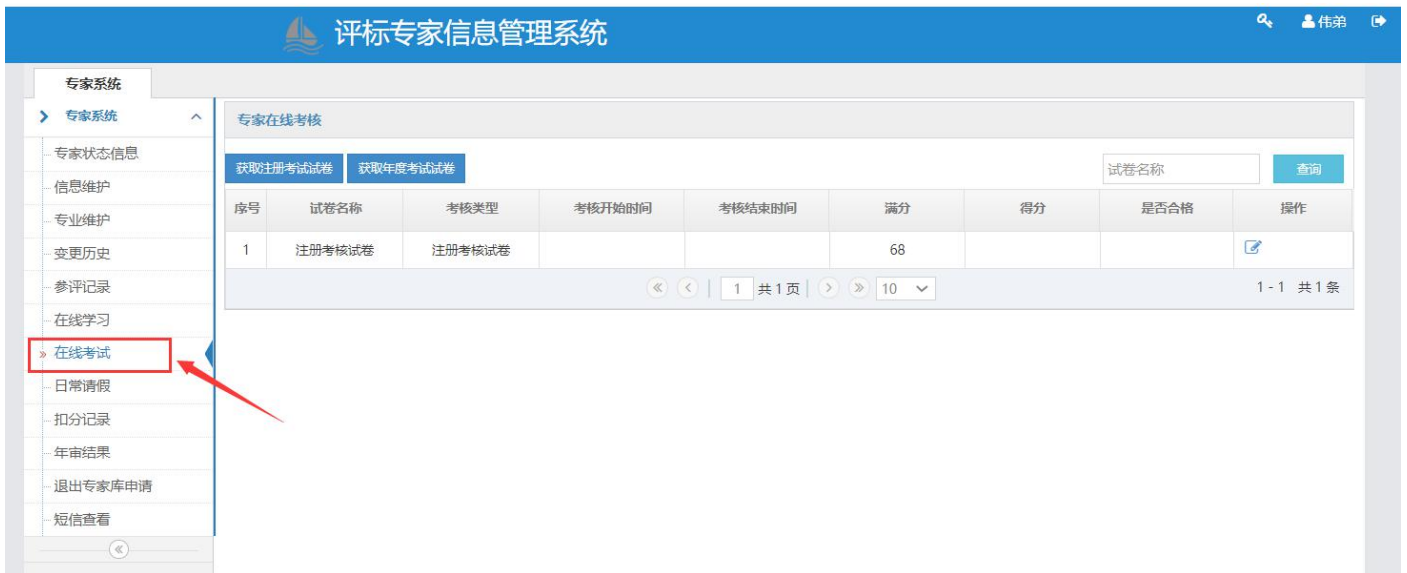 评标专家信息管理系统
伟弟
专家系统
专家系统
专家状态信息
信息维护
专业维护
变更历史
参评记录
在线学习
» 在线考试
日常请假
扣分记录
年审结果
退出专家库申请
短信查看
专家在线考核
获取注册考试试卷 获取年度考试试卷 试卷名称 查询
序号 试卷名称 考核类型 考核开始时间 考核结束时间 满分 得分 是否合格 操作
1 注册考核试卷 注册考核试卷 68
1 共 1 页 10 1 - 1 共 1 条